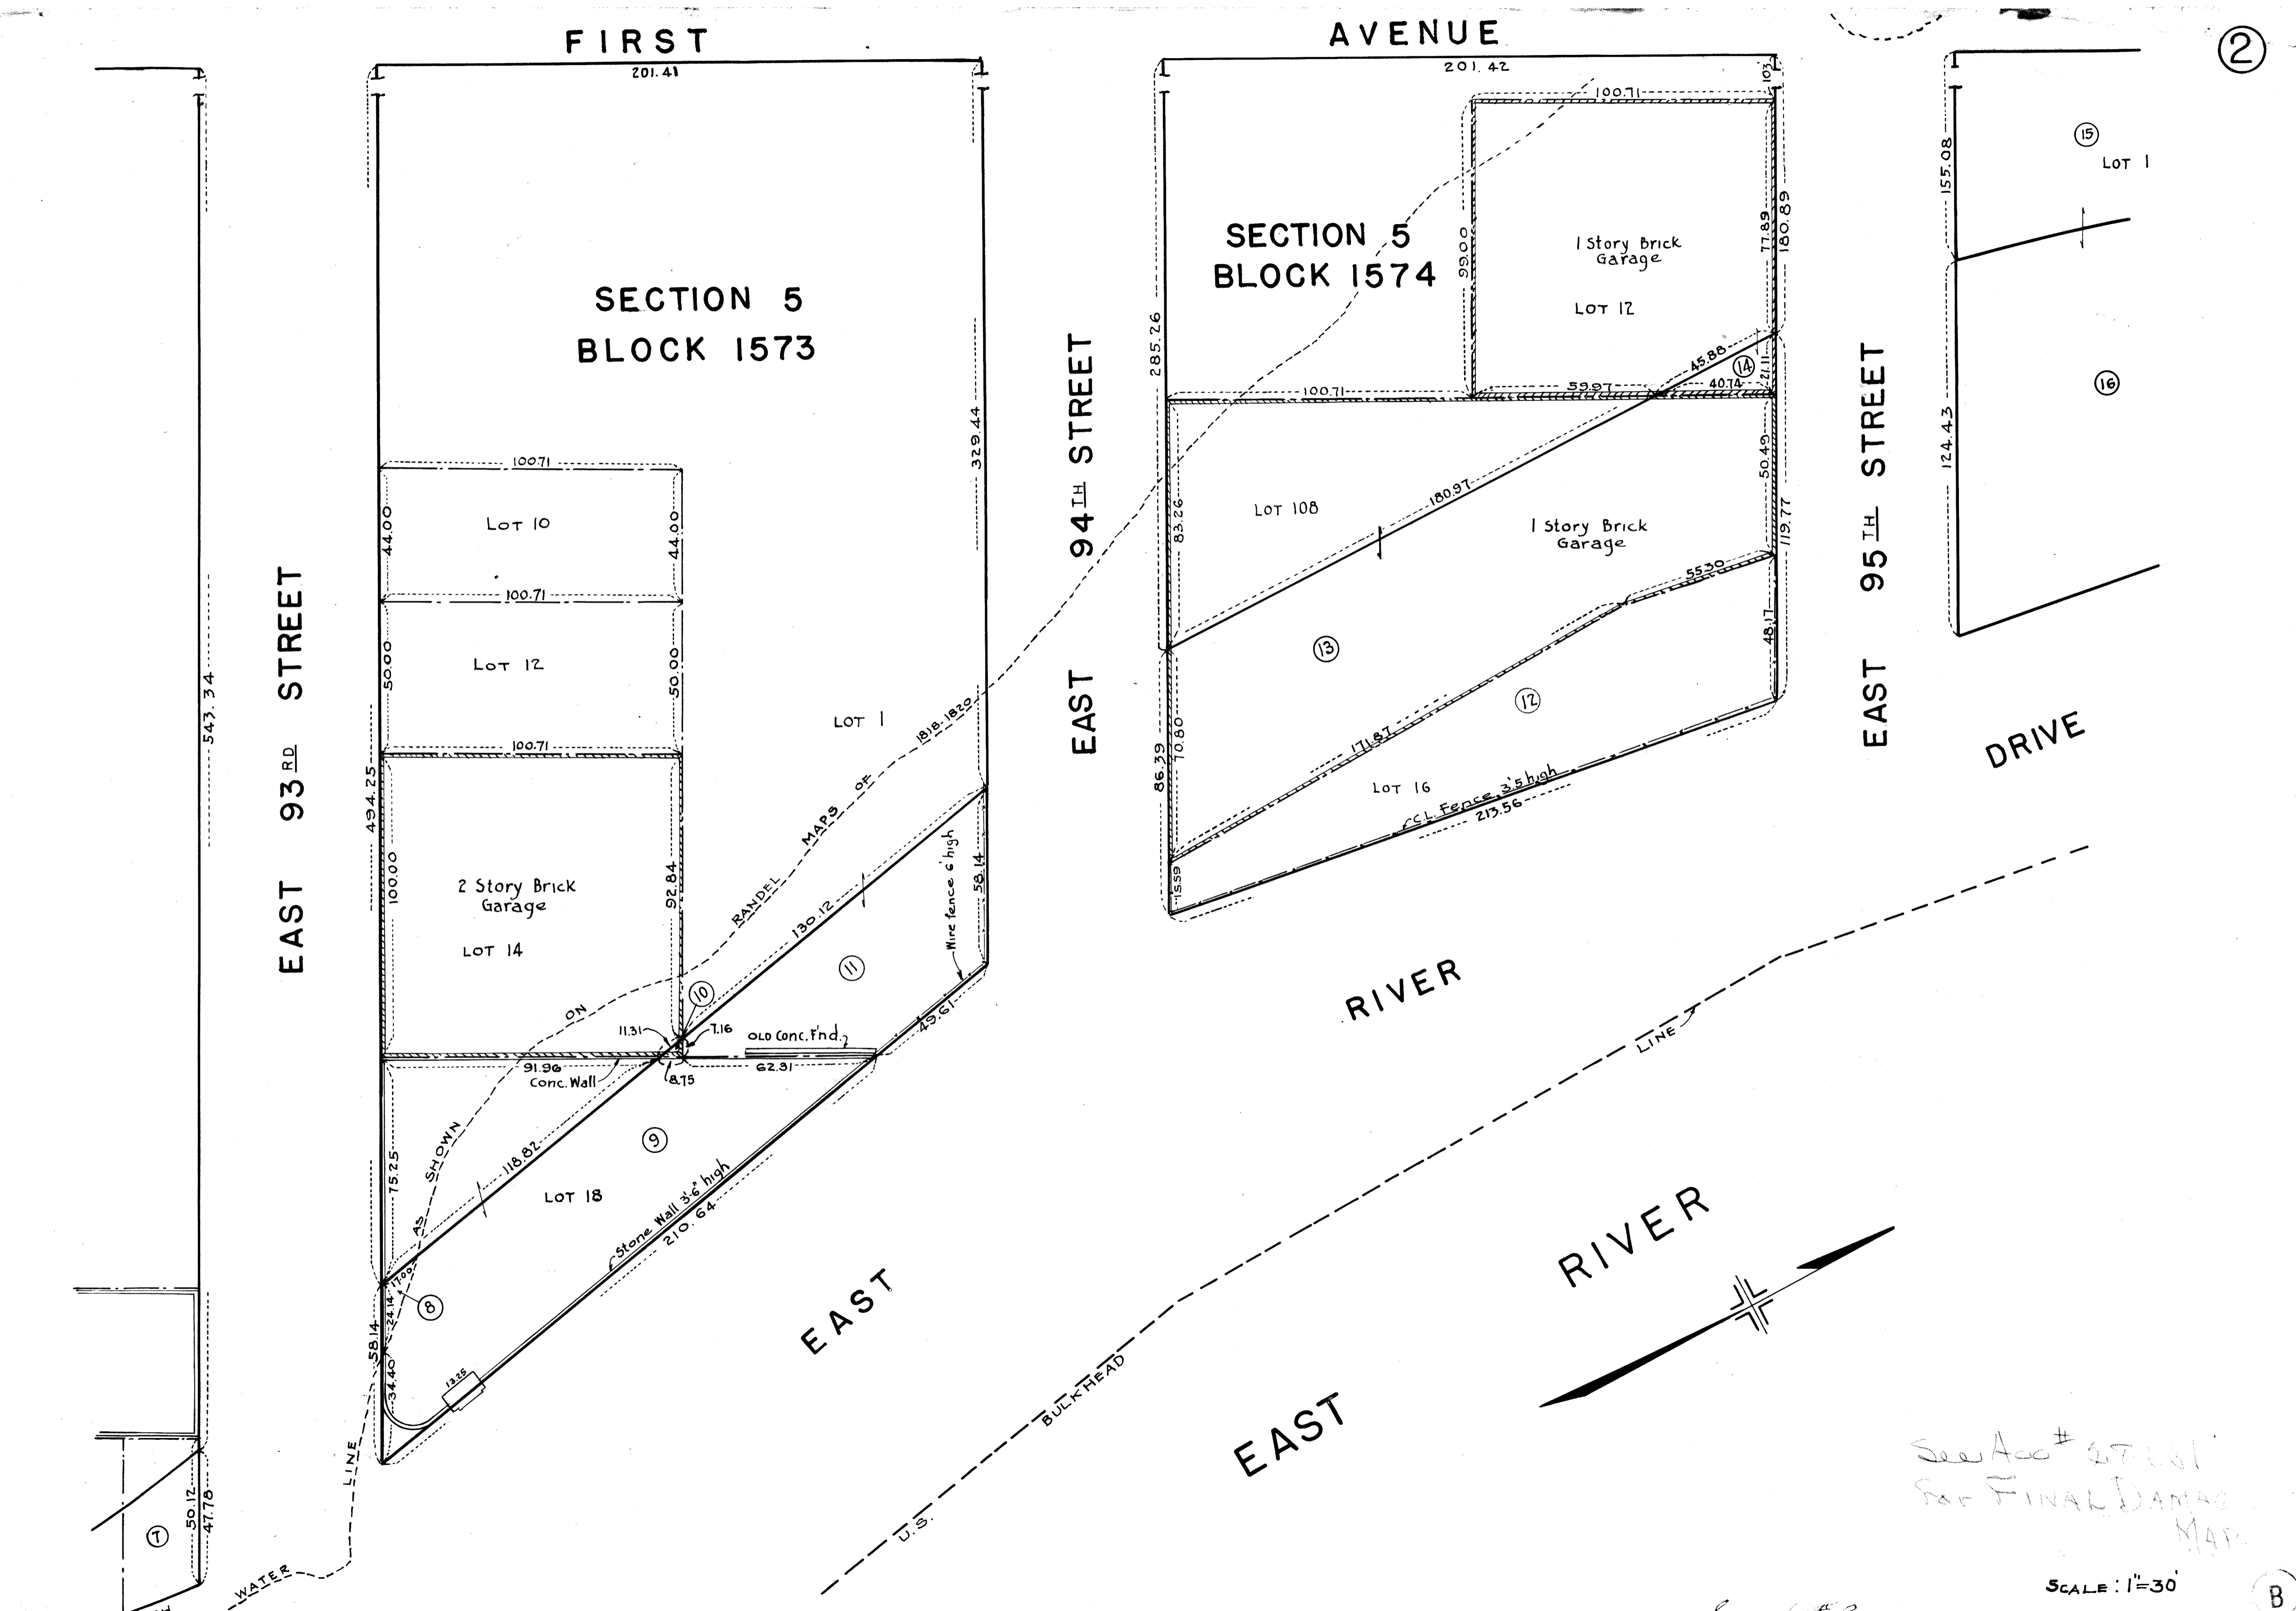 FIRST AVENUE
2
201.41
201.42
103
100.71
15
LOT 1
155.08
SECTION 5
BLOCK 1573
SECTION 5
BLOCK 1574
99.00
1 Story Brick
Garage
LOT 12
77.89
180.89
285.26
45.88
14
21.11
59.97
40.74
100.71
16
124.43
329.44
EAST 94TH STREET
EAST 95TH STREET
100.71
LOT 10
44.00
44.00
100.71
LOT 12
50.00
50.00
100.71
543.34
EAST 93RD STREET
494.25
LOT 108
83.26
180.97
1 Story Brick
Garage
50.49
119.77
55.30
48.17
13
12
171.87
LOT 16
C.L. Fence, 3'.5 high
213.56
86.39
70.80
15.59
LOT 1
WATER LINE AS SHOWN ON RANDEL MAPS OF 1818-1820
100.00
92.84
2 Story Brick
Garage
LOT 14
130.12
11
58.14
Wire fence 6' high
49.61
10
11.31
7.16
OLD Conc. F'nd.
91.96
Conc. Wall
8.75
62.31
9
118.82
75.25
LOT 18
Stone Wall 3'.6" high
210.64
17.00
8
24.14
58.14
34.40
13.25
50.12
47.78
7
EAST RIVER DRIVE
U.S. BULKHEAD LINE
EAST RIVER
See Acc #
For FINAL
SCALE: 1"=30'
B